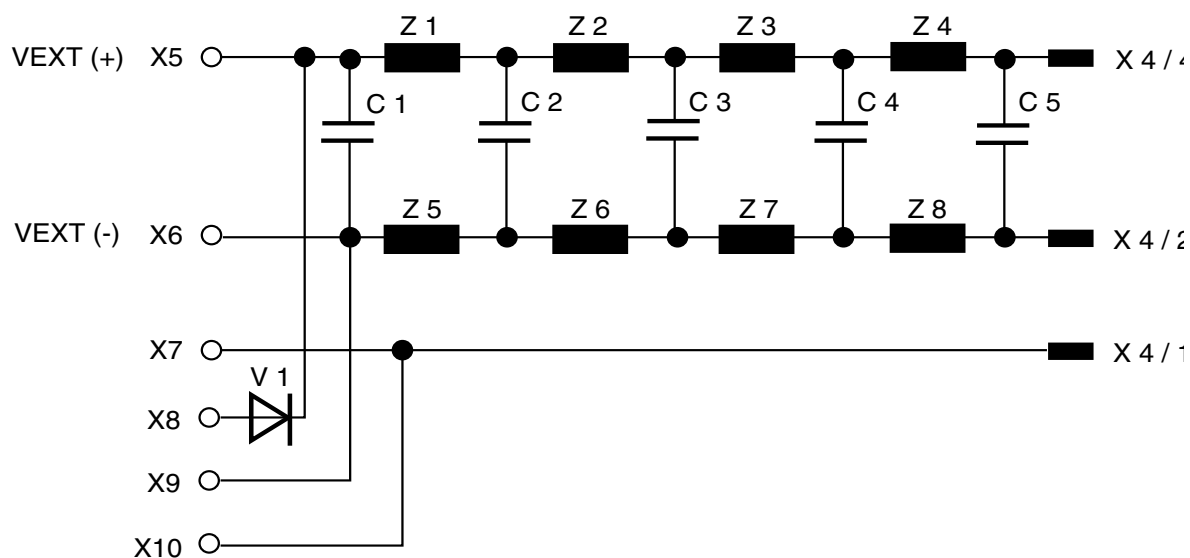 Z 1 Z 2 Z 3 Z 4
VEXT (+) X5 X 4 / 4
C 1 C 2 C 3 C 4 C 5
Z 5 Z 6 Z 7 Z 8
VEXT (-) X6 X 4 / 2
X7 X 4 / 1
V 1
X8
X9
X10